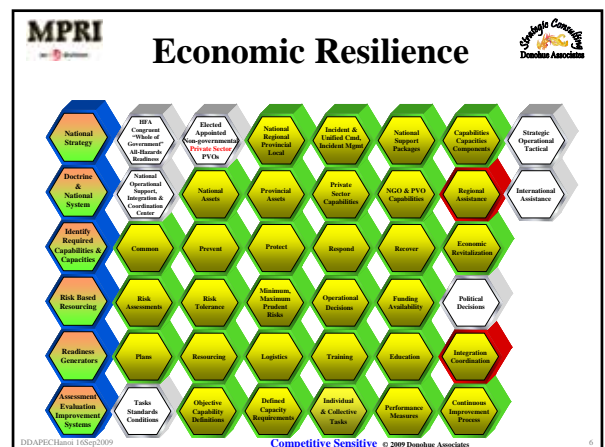 MPRI
Economic Resilience
Strategic Consulting
Donohue Associates
National
Strategy
HFA
Congruent
"Whole of
Government"
All-Hazards
Readiness
Elected
Appointed
Non-governmental
Private Sector
PVOs
National
Regional
Provincial
Local
Incident &
Unified Cmd,
Incident Mgmt
National
Support
Packages
Capabilities
Capacities
Components
Strategic
Operational
Tactical
Doctrine
&
National
System
National
Operational
Support,
Integration &
Coordination
Center
National
Assets
Provincial
Assets
Private
Sector
Capabilities
NGO & PVO
Capabilities
Regional
Assistance
International
Assistance
Identify
Required
Capabilities &
Capacities
Common
Prevent
Protect
Respond
Recover
Economic
Revitalization
Risk Based
Resourcing
Risk
Assessments
Risk
Tolerance
Minimum,
Maximum
Prudent
Risks
Operational
Decisions
Funding
Availability
Political
Decisions
Readiness
Generators
Plans
Resourcing
Logistics
Training
Education
Integration
Coordination
Assessment
Evaluation
Improvement
Systems
Tasks
Standards
Conditions
Objective
Capability
Definitions
Defined
Capacity
Requirements
Individual
& Collective
Tasks
Performance
Measures
Continuous
Improvement
Process
DDAPECHanoi 16Sep2009
Competitive Sensitive © 2009 Donohue Associates
6